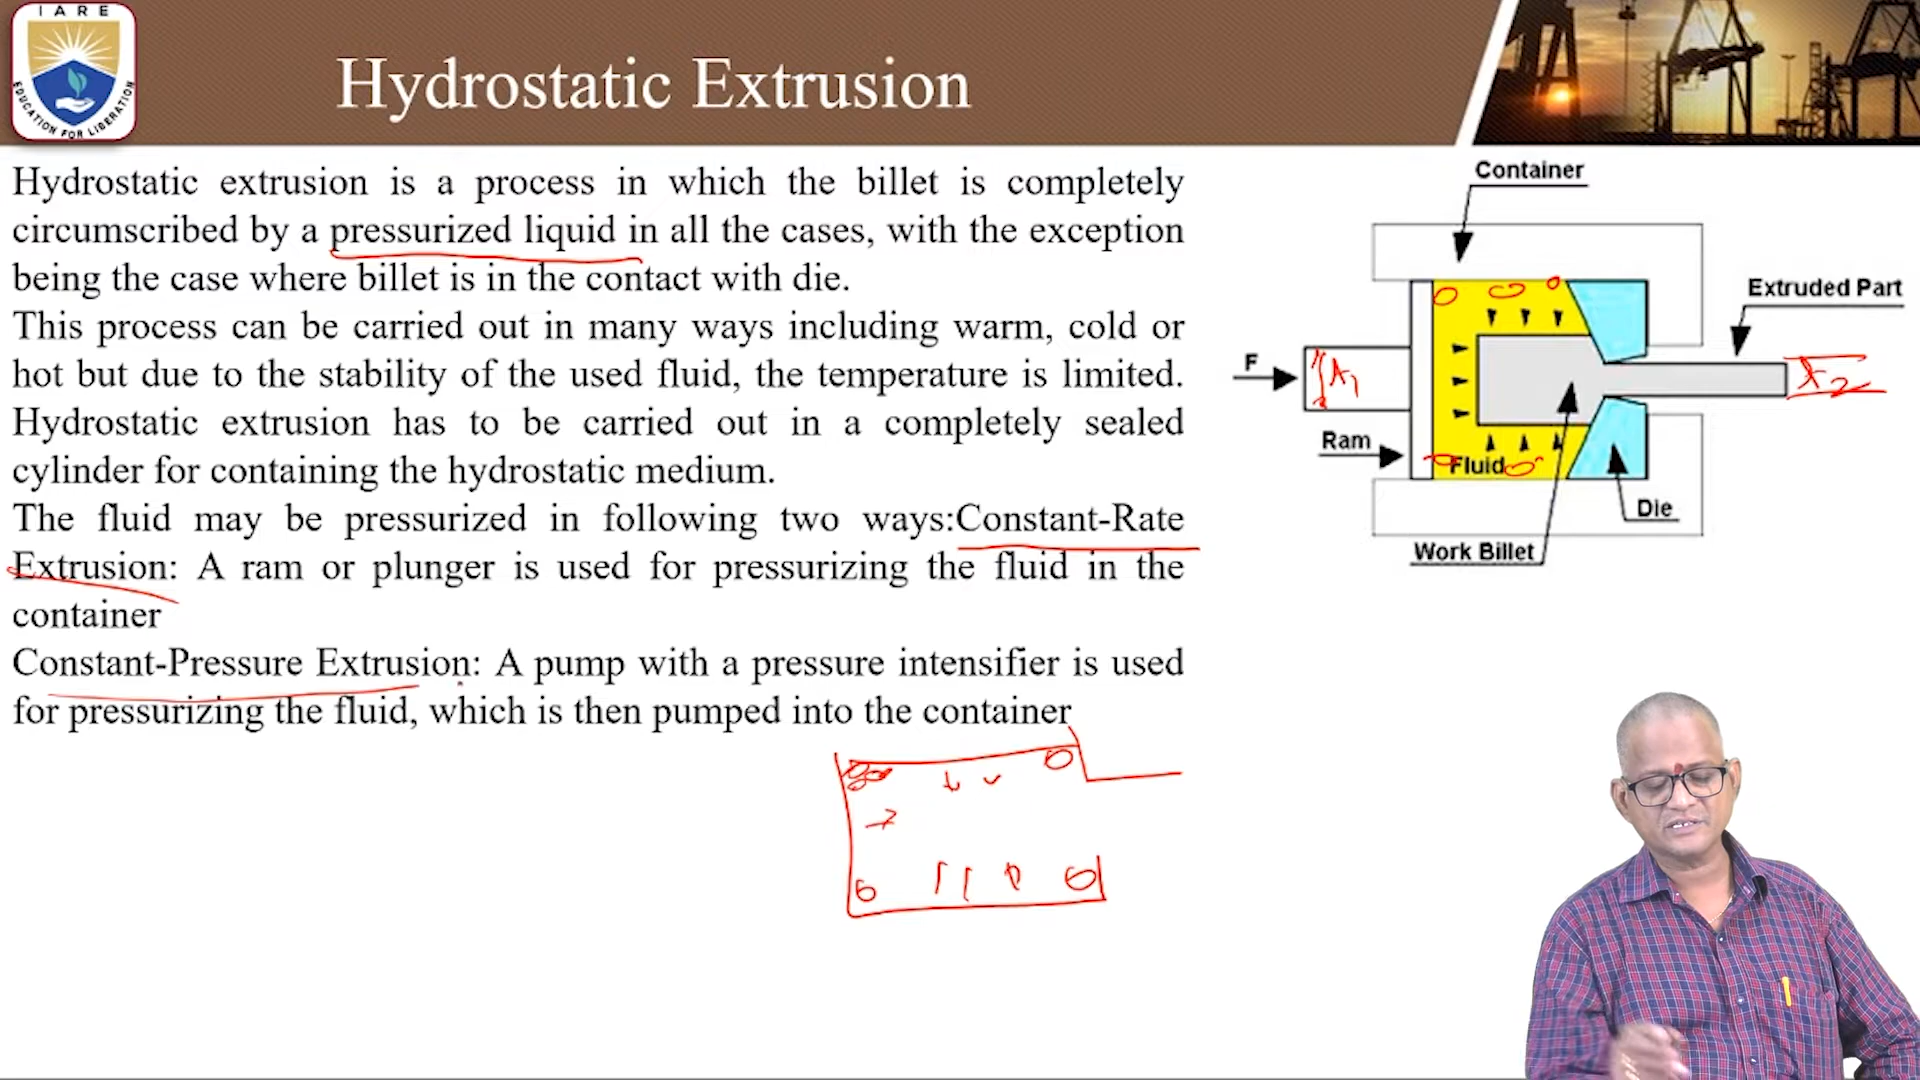 IARE
EDUCATION FOR LIBERATION
Hydrostatic Extrusion
Hydrostatic extrusion is a process in which the billet is completely
circumscribed by a pressurized liquid in all the cases, with the exception
being the case where billet is in the contact with die.
This process can be carried out in many ways including warm, cold or
hot but due to the stability of the used fluid, the temperature is limited.
Hydrostatic extrusion has to be carried out in a completely sealed
cylinder for containing the hydrostatic medium.
The fluid may be pressurized in following two ways:Constant-Rate
Extrusion: A ram or plunger is used for pressurizing the fluid in the
container
Constant-Pressure Extrusion: A pump with a pressure intensifier is used
for pressurizing the fluid, which is then pumped into the container
Container
Extruded Part
F
A1
Ram
Fluid
Die
Work Billet